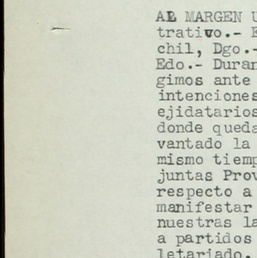 AL MARGEN U
trativo.- E
chil, Dgo.-
Edo.- Duran
gimos ante
intenciones
ejidatarios
donde queda
vantado la
mismo tiemp
juntas Prov
respecto a
manifestar
nuestras la
a partidos
letariado.